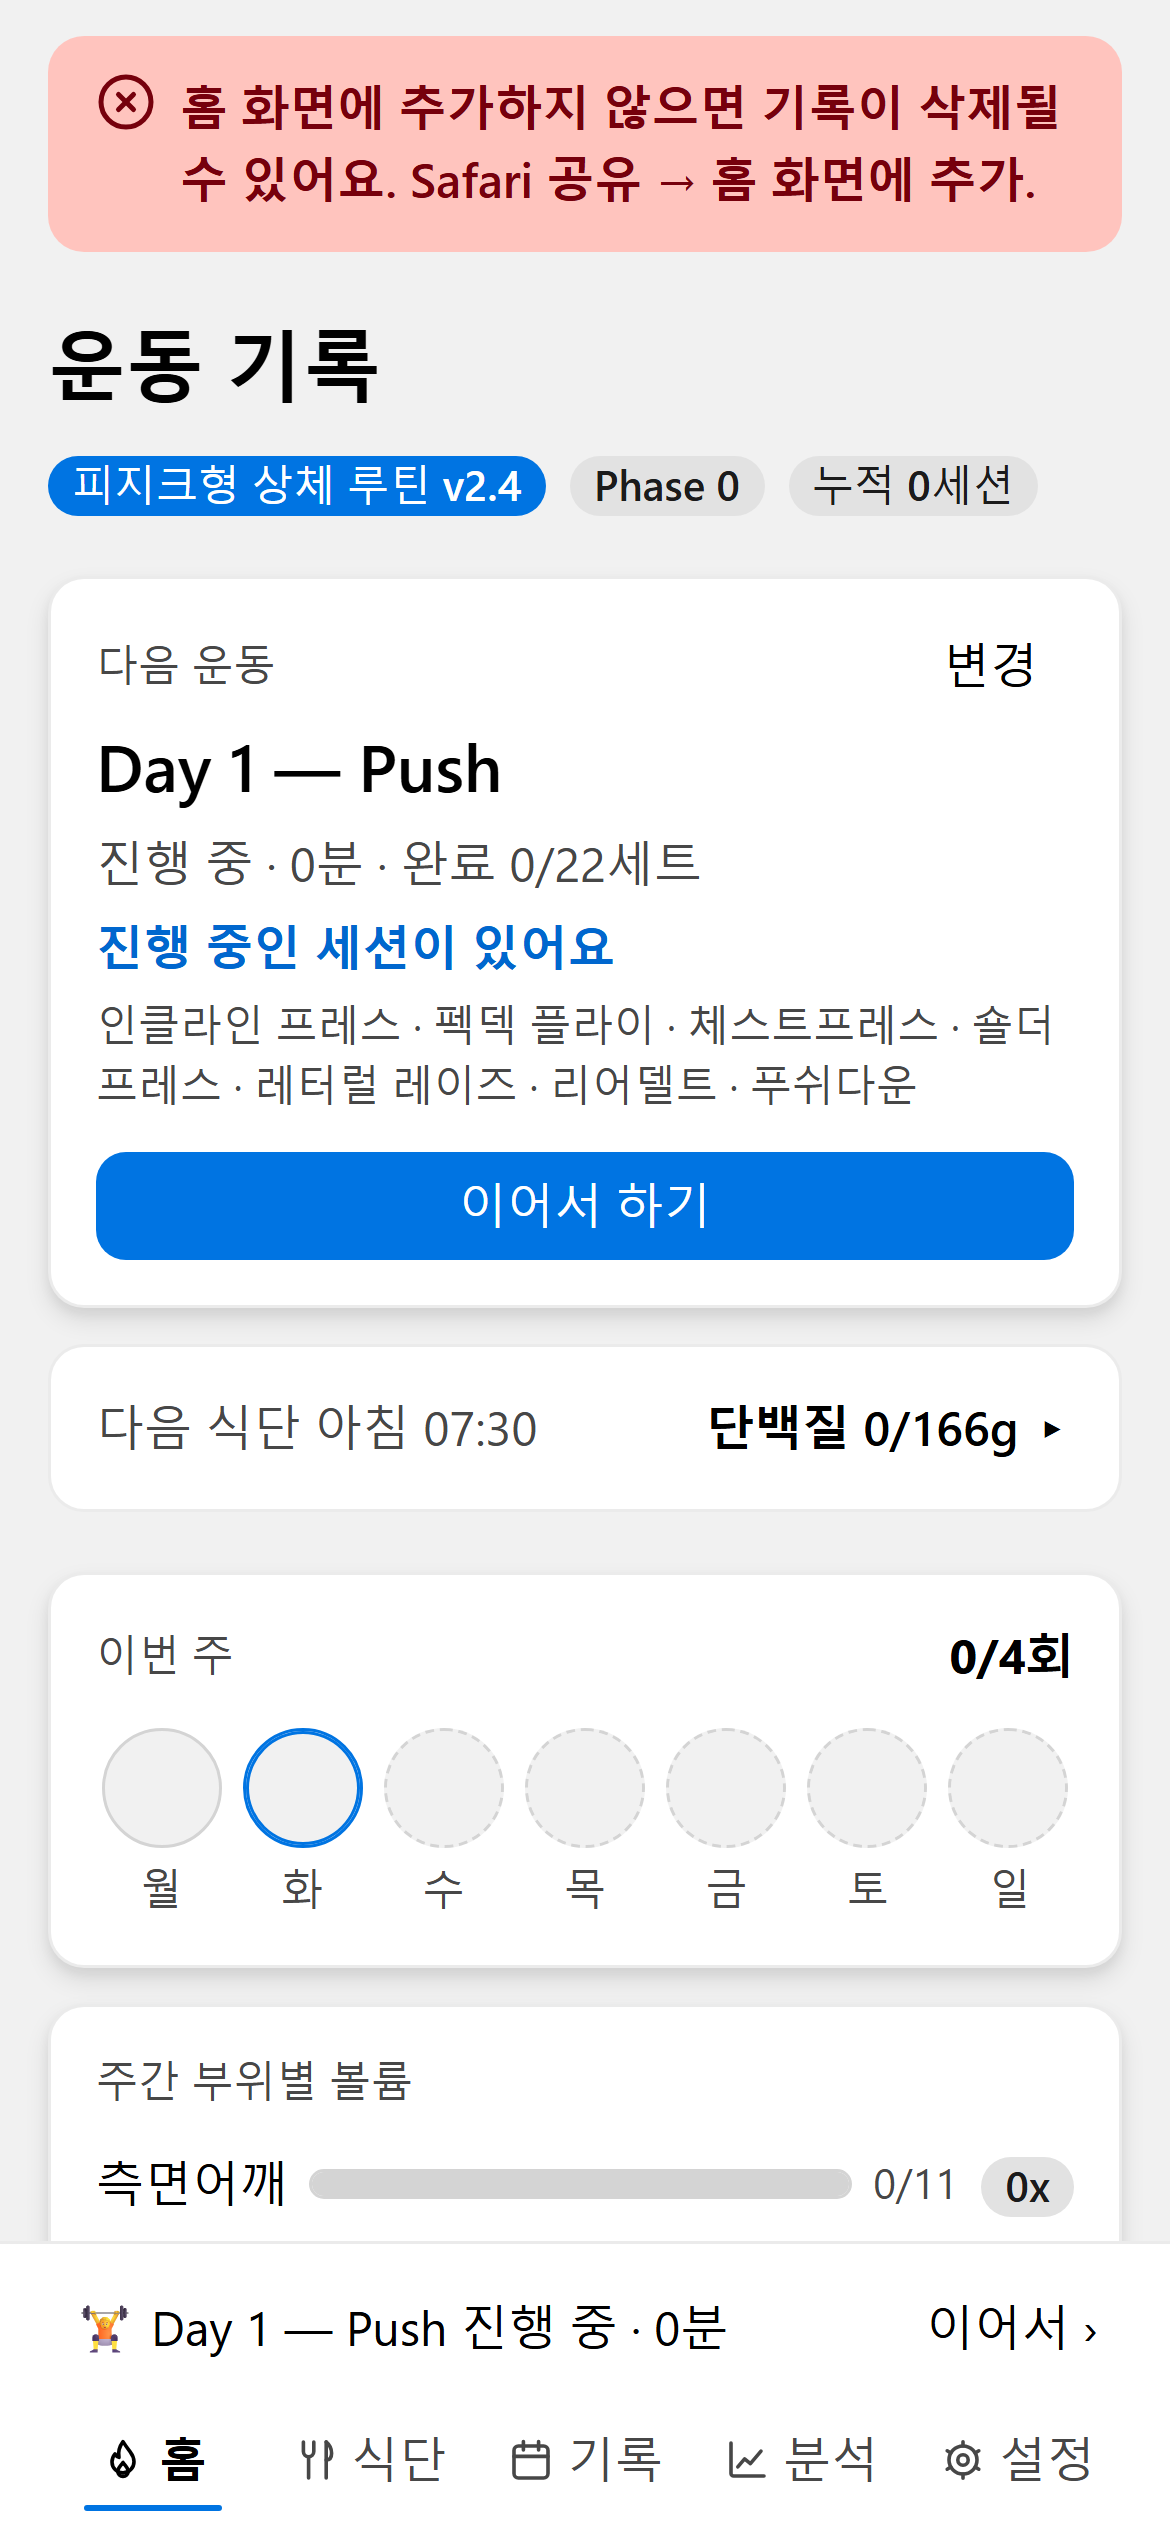 홈 화면에 추가하지 않으면 기록이 삭제될
수 있어요. Safari 공유 → 홈 화면에 추가.
운동 기록
피지크형 상체 루틴 v2.4
Phase 0
누적 0세션
다음 운동
변경
Day 1 — Push
진행 중 · 0분 · 완료 0/22세트
진행 중인 세션이 있어요
인클라인 프레스 · 펙덱 플라이 · 체스트프레스 · 숄더
프레스 · 레터럴 레이즈 · 리어델트 · 푸쉬다운
이어서 하기
다음 식단 아침 07:30
단백질 0/166g ▸
이번 주
0/4회
월 화 수 목 금 토 일
주간 부위별 볼륨
측면어깨 0/11 0x
Day 1 — Push 진행 중 · 0분
이어서 ›
홈 식단 기록 분석 설정